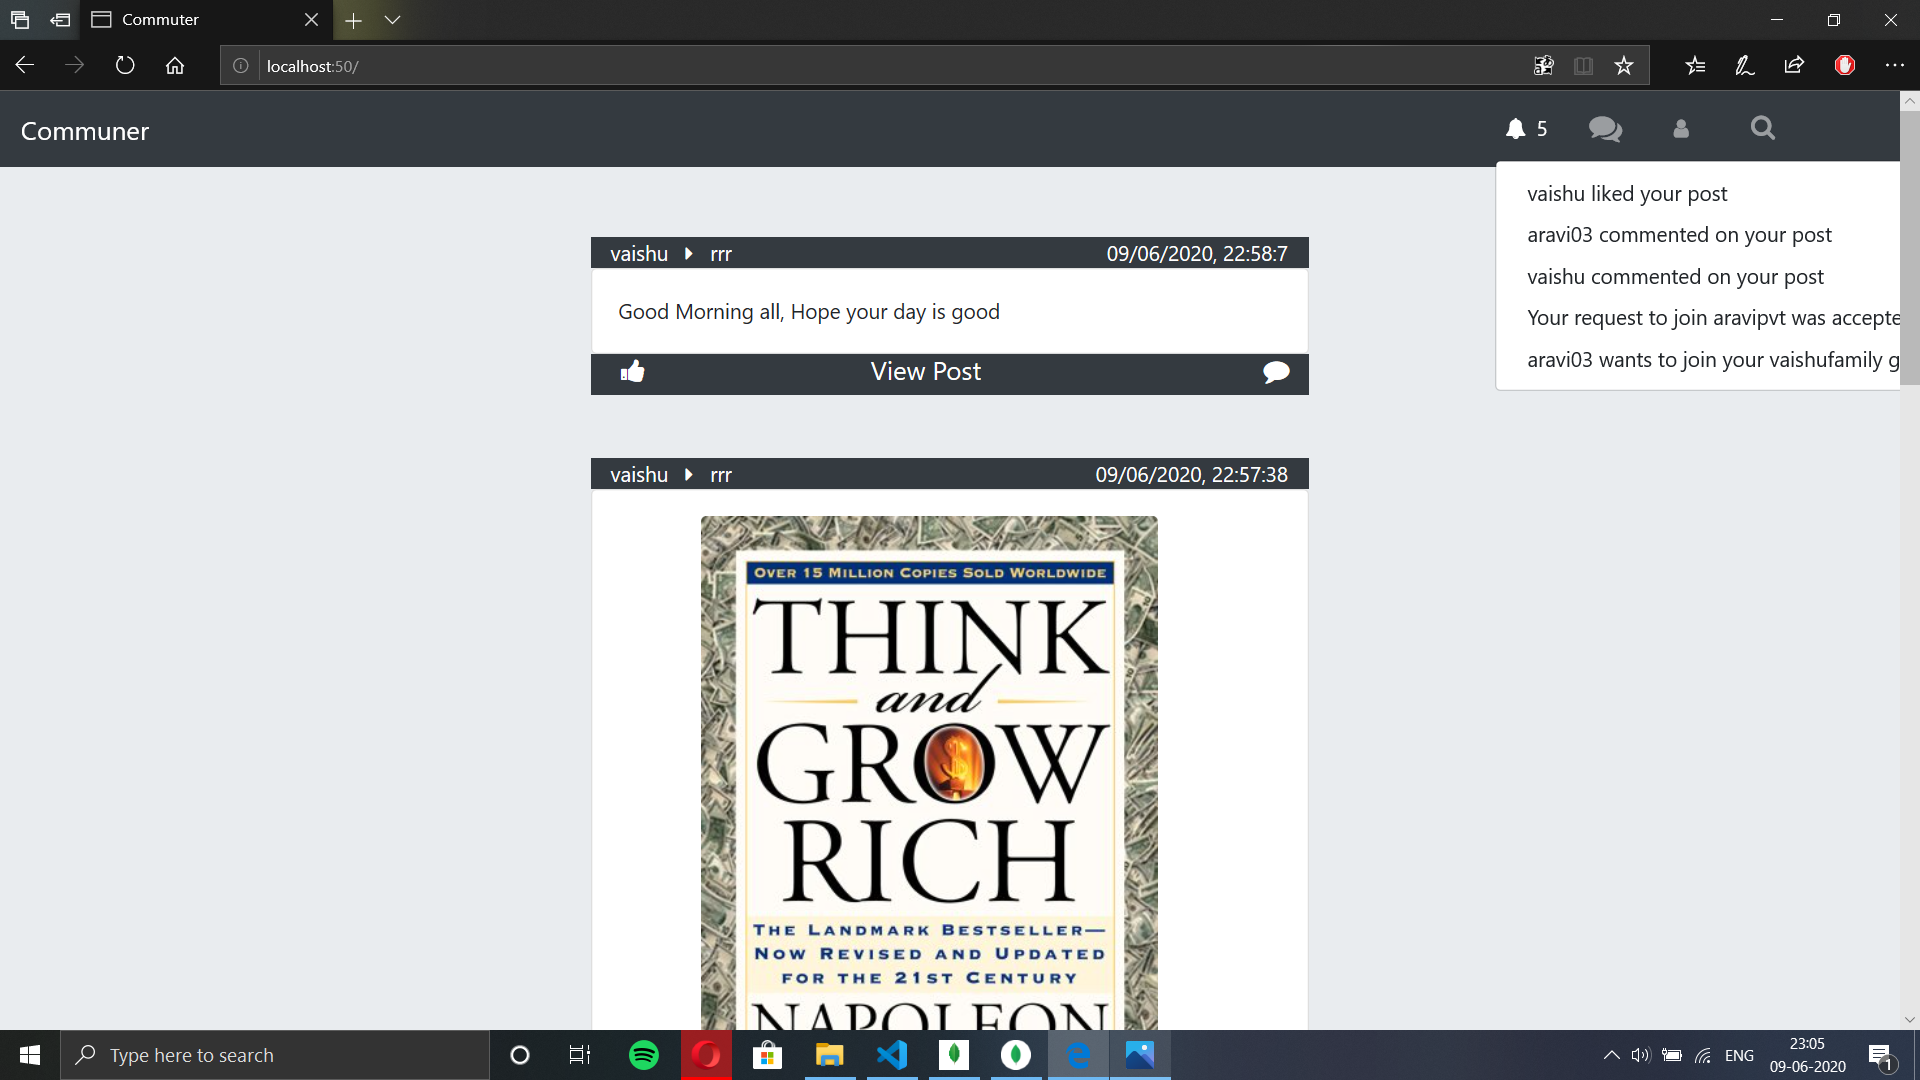 Commuter
localhost:50/
Communer
5
vaishu liked your post
aravi03 commented on your post
vaishu commented on your post
Your request to join aravipvt was accepte
aravi03 wants to join your vaishufamily g
vaishu rrr 09/06/2020, 22:58:7
Good Morning all, Hope your day is good
View Post
vaishu rrr 09/06/2020, 22:57:38
OVER 15 MILLION COPIES SOLD WORLDWIDE
THINK
and
GROW
RICH
THE LANDMARK BESTSELLER—
NOW REVISED AND UPDATED
FOR THE 21ST CENTURY
NAPOLEON
Type here to search
ENG
23:05
09-06-2020
1